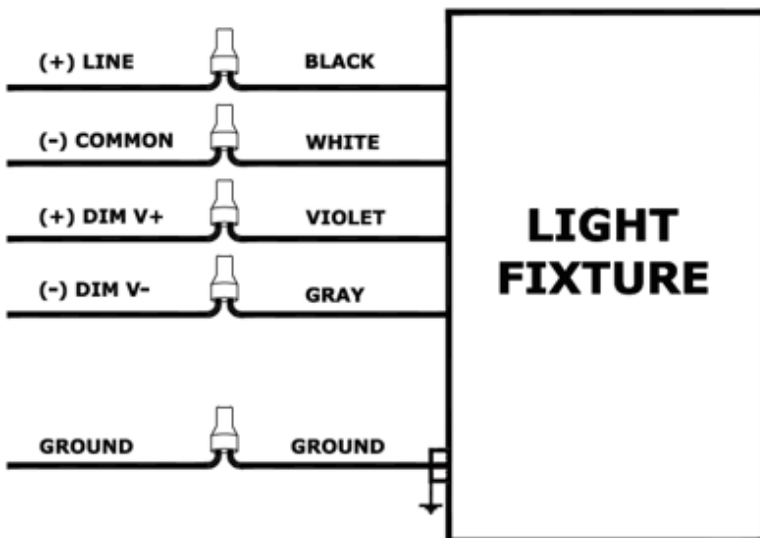 (+) LINE BLACK
(-) COMMON WHITE
(+) DIM V+ VIOLET
(-) DIM V- GRAY
GROUND GROUND
LIGHT
FIXTURE